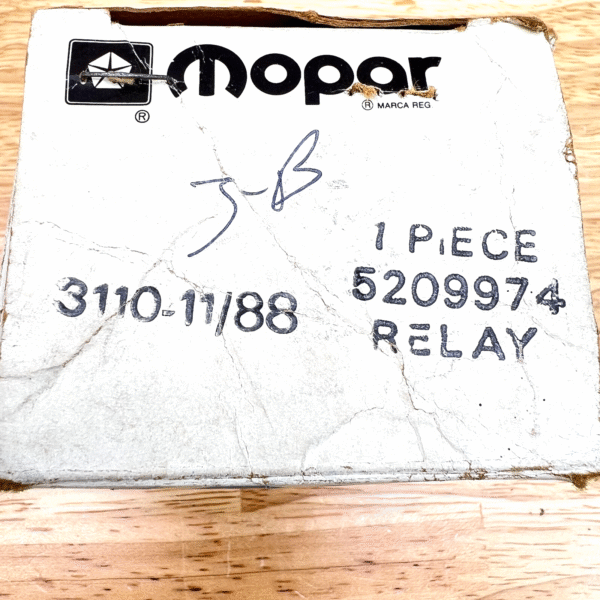 mopar
®
® MARCA REG
J-B
1 PIECE
3110-11/88
5209974
RELAY